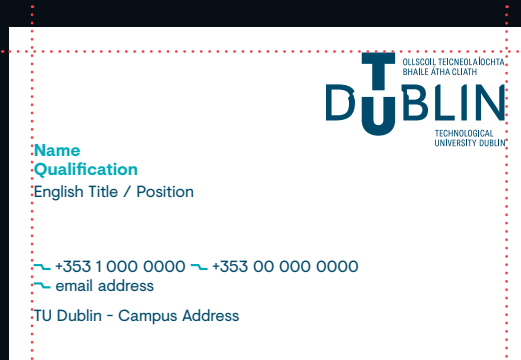 OLLSCOIL TEICNEOLAÍOCHTA
BHAILE ÁTHA CLIATH
TU DUBLIN
TECHNOLOGICAL
UNIVERSITY DUBLIN
Name
Qualification
English Title / Position
+353 1 000 0000 +353 00 000 0000
email address
TU Dublin - Campus Address